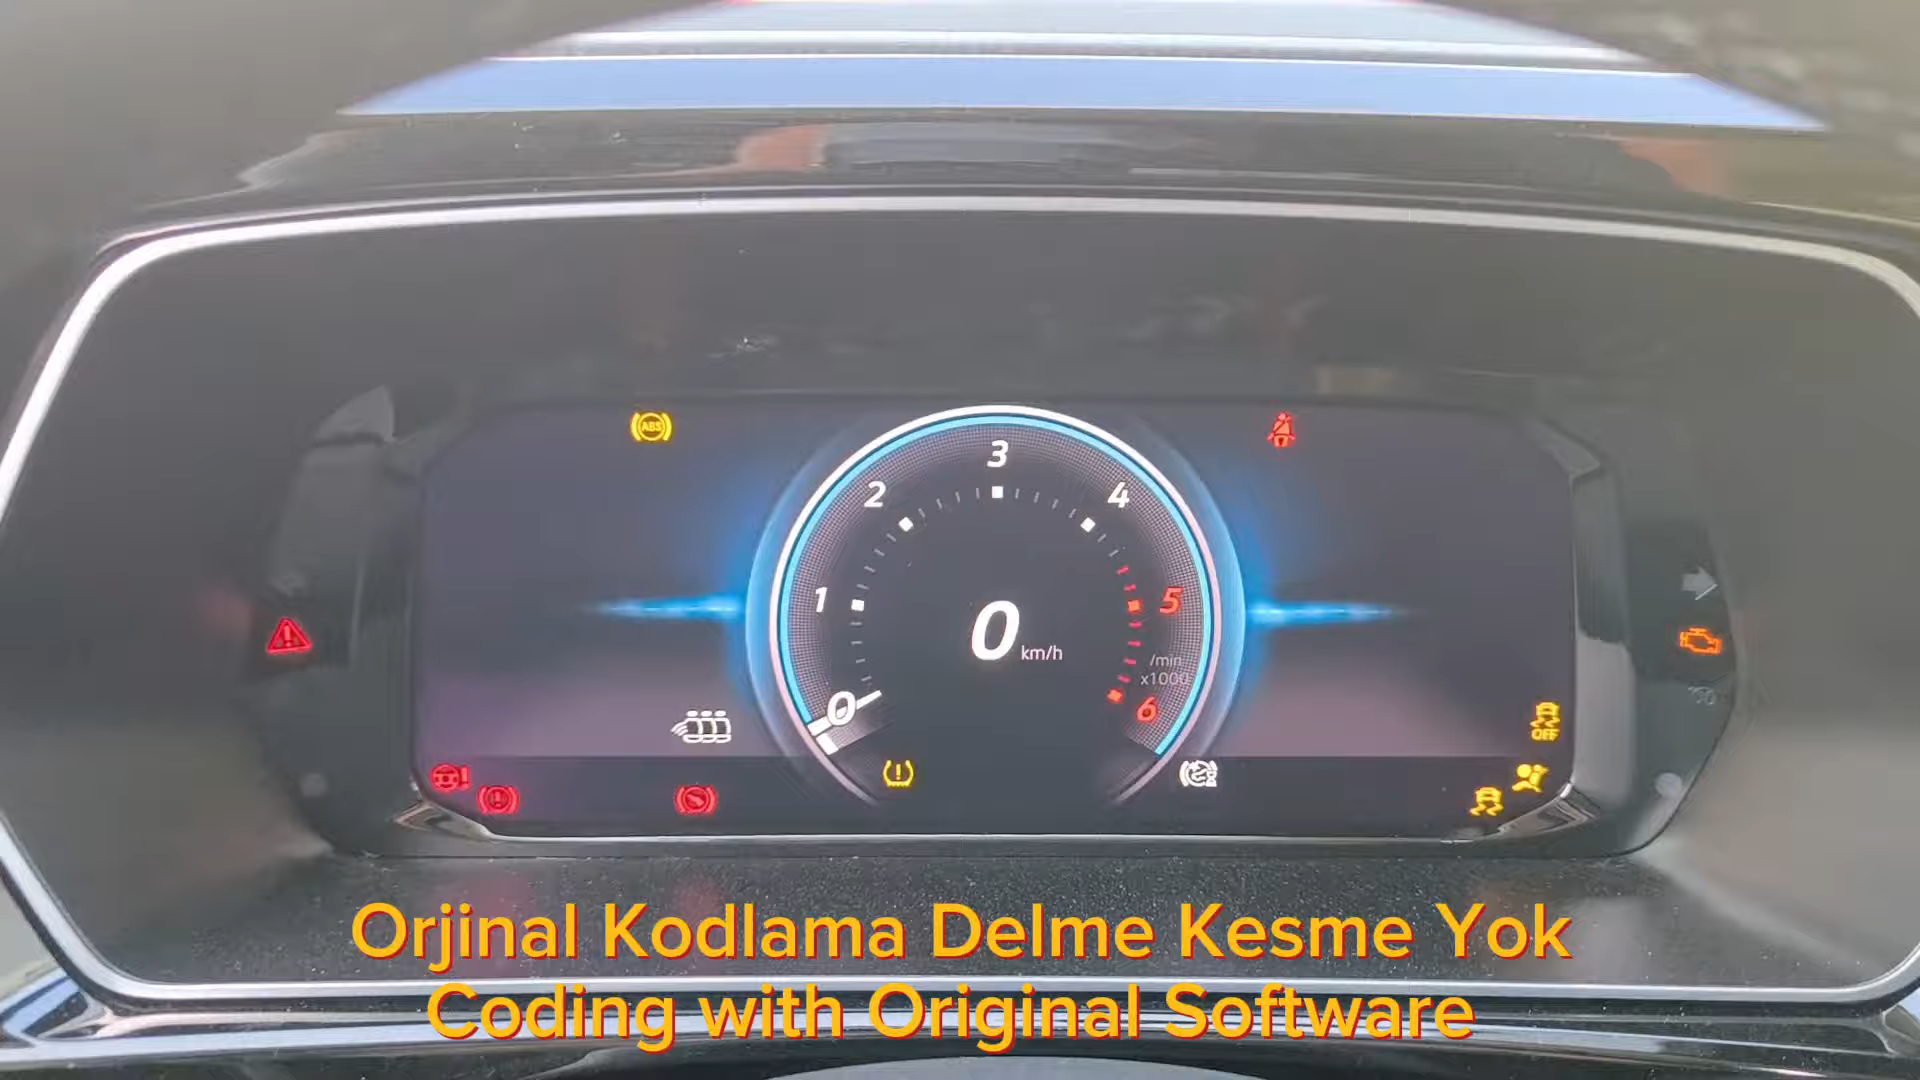 ABS
3
2
4
1
5
0
km/h
/min
x1000
0
6
OFF
Orjinal Kodlama Delme Kesme Yok
Coding with Original Software